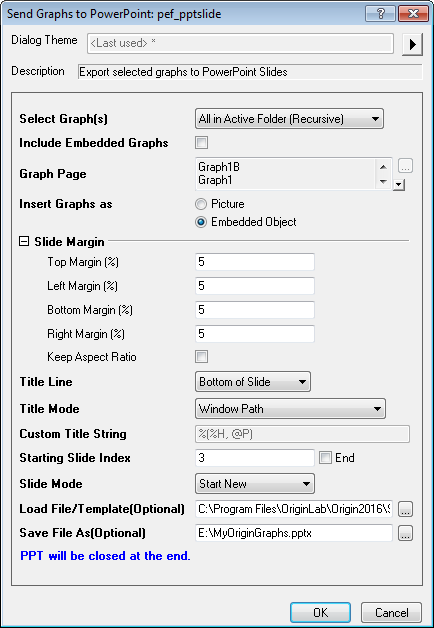 Send Graphs to PowerPoint: pef_pptslide
Dialog Theme <Last used> *
Description Export selected graphs to PowerPoint Slides
Select Graph(s) All in Active Folder (Recursive)
Include Embedded Graphs
Graph Page Graph1B
Graph1
Insert Graphs as Picture
Embedded Object
Slide Margin
Top Margin (%) 5
Left Margin (%) 5
Bottom Margin (%) 5
Right Margin (%) 5
Keep Aspect Ratio
Title Line Bottom of Slide
Title Mode Window Path
Custom Title String %(%H, @P)
Starting Slide Index 3 End
Slide Mode Start New
Load File/Template(Optional) C:\Program Files\OriginLab\Origin2016\S ...
Save File As(Optional) E:\MyOriginGraphs.pptx ...
PPT will be closed at the end.
OK Cancel